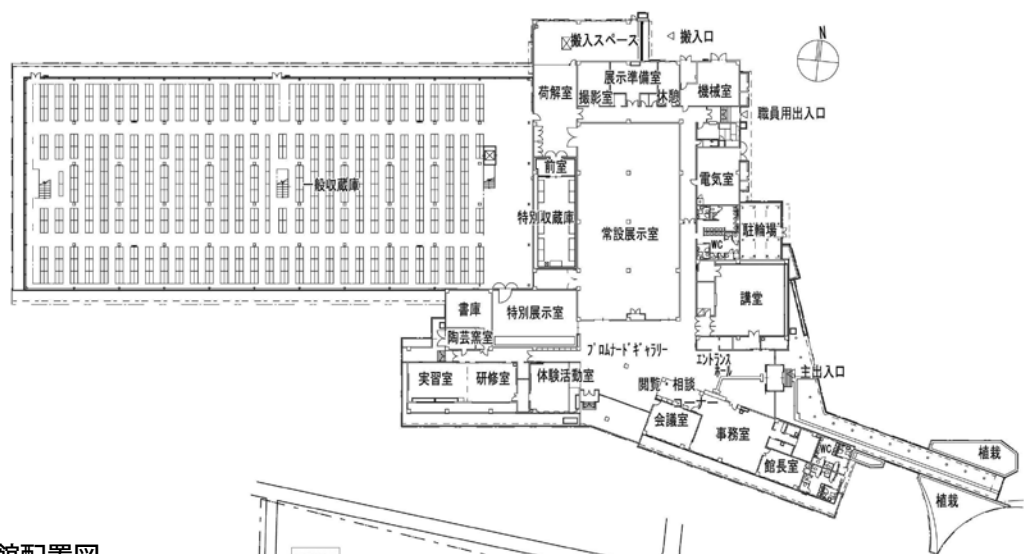 N
搬入スペース
搬入口
展示準備室
荷解室
撮影室
休憩
機械室
職員用出入口
前室
電気室
一般収蔵庫
特別収蔵庫
常設展示室
WC
駐輪場
講堂
書庫
特別展示室
陶芸窯室
プロムナードギャラリー
エントランス
ホール
実習室
研修室
体験活動室
閲覧・相談
コーナー
主出入口
会議室
事務室
館長室
WC
植栽
植栽
館配置図